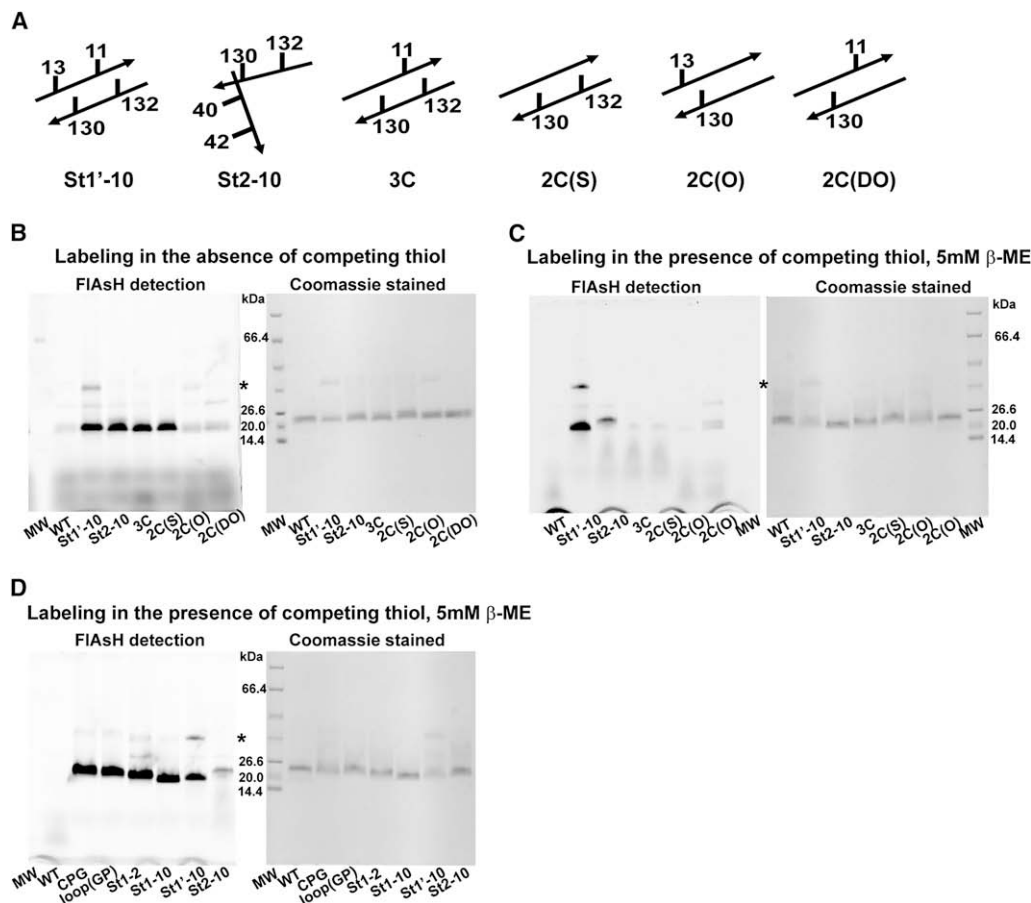 A
13 11 130 132 11 13 11
130 132 40 42 130 132 130 132 130 130
St1'-10 St2-10 3C 2C(S) 2C(O) 2C(DO)
B
Labeling in the absence of competing thiol
FlAsH detection Coomassie stained
kDa
66.4
*
26.6
20.0
14.4
MW WT St1'-10 St2-10 3C 2C(S) 2C(O) 2C(DO) MW WT St1'-10 St2-10 3C 2C(S) 2C(O) 2C(DO)
C
Labeling in the presence of competing thiol, 5mM β-ME
FlAsH detection Coomassie stained
kDa
66.4
*
26.6
20.0
14.4
WT St1'-10 St2-10 3C 2C(S) 2C(O) 2C(O) MW WT St1'-10 St2-10 3C 2C(S) 2C(O) 2C(O) MW
D
Labeling in the presence of competing thiol, 5mM β-ME
FlAsH detection Coomassie stained
kDa
66.4
*
26.6
20.0
14.4
MW WT CPG loop(GP) St1-2 St1-10 St1'-10 St2-10 MW WT CPG loop(GP) St1-2 St1-10 St1'-10 St2-10